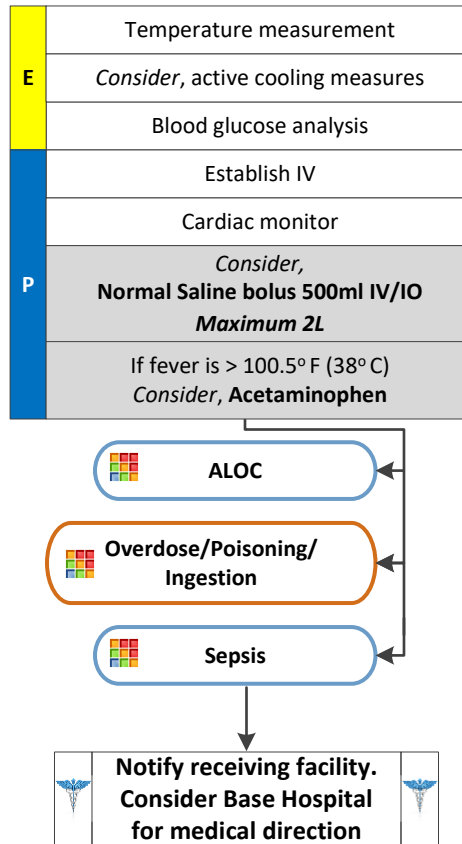 Temperature measurement
E
Consider, active cooling measures
Blood glucose analysis
Establish IV
Cardiac monitor
P
Consider,
Normal Saline bolus 500ml IV/IO
Maximum 2L
If fever is > 100.5° F (38° C)
Consider, Acetaminophen
ALOC
Overdose/Poisoning/
Ingestion
Sepsis
Notify receiving facility.
Consider Base Hospital
for medical direction